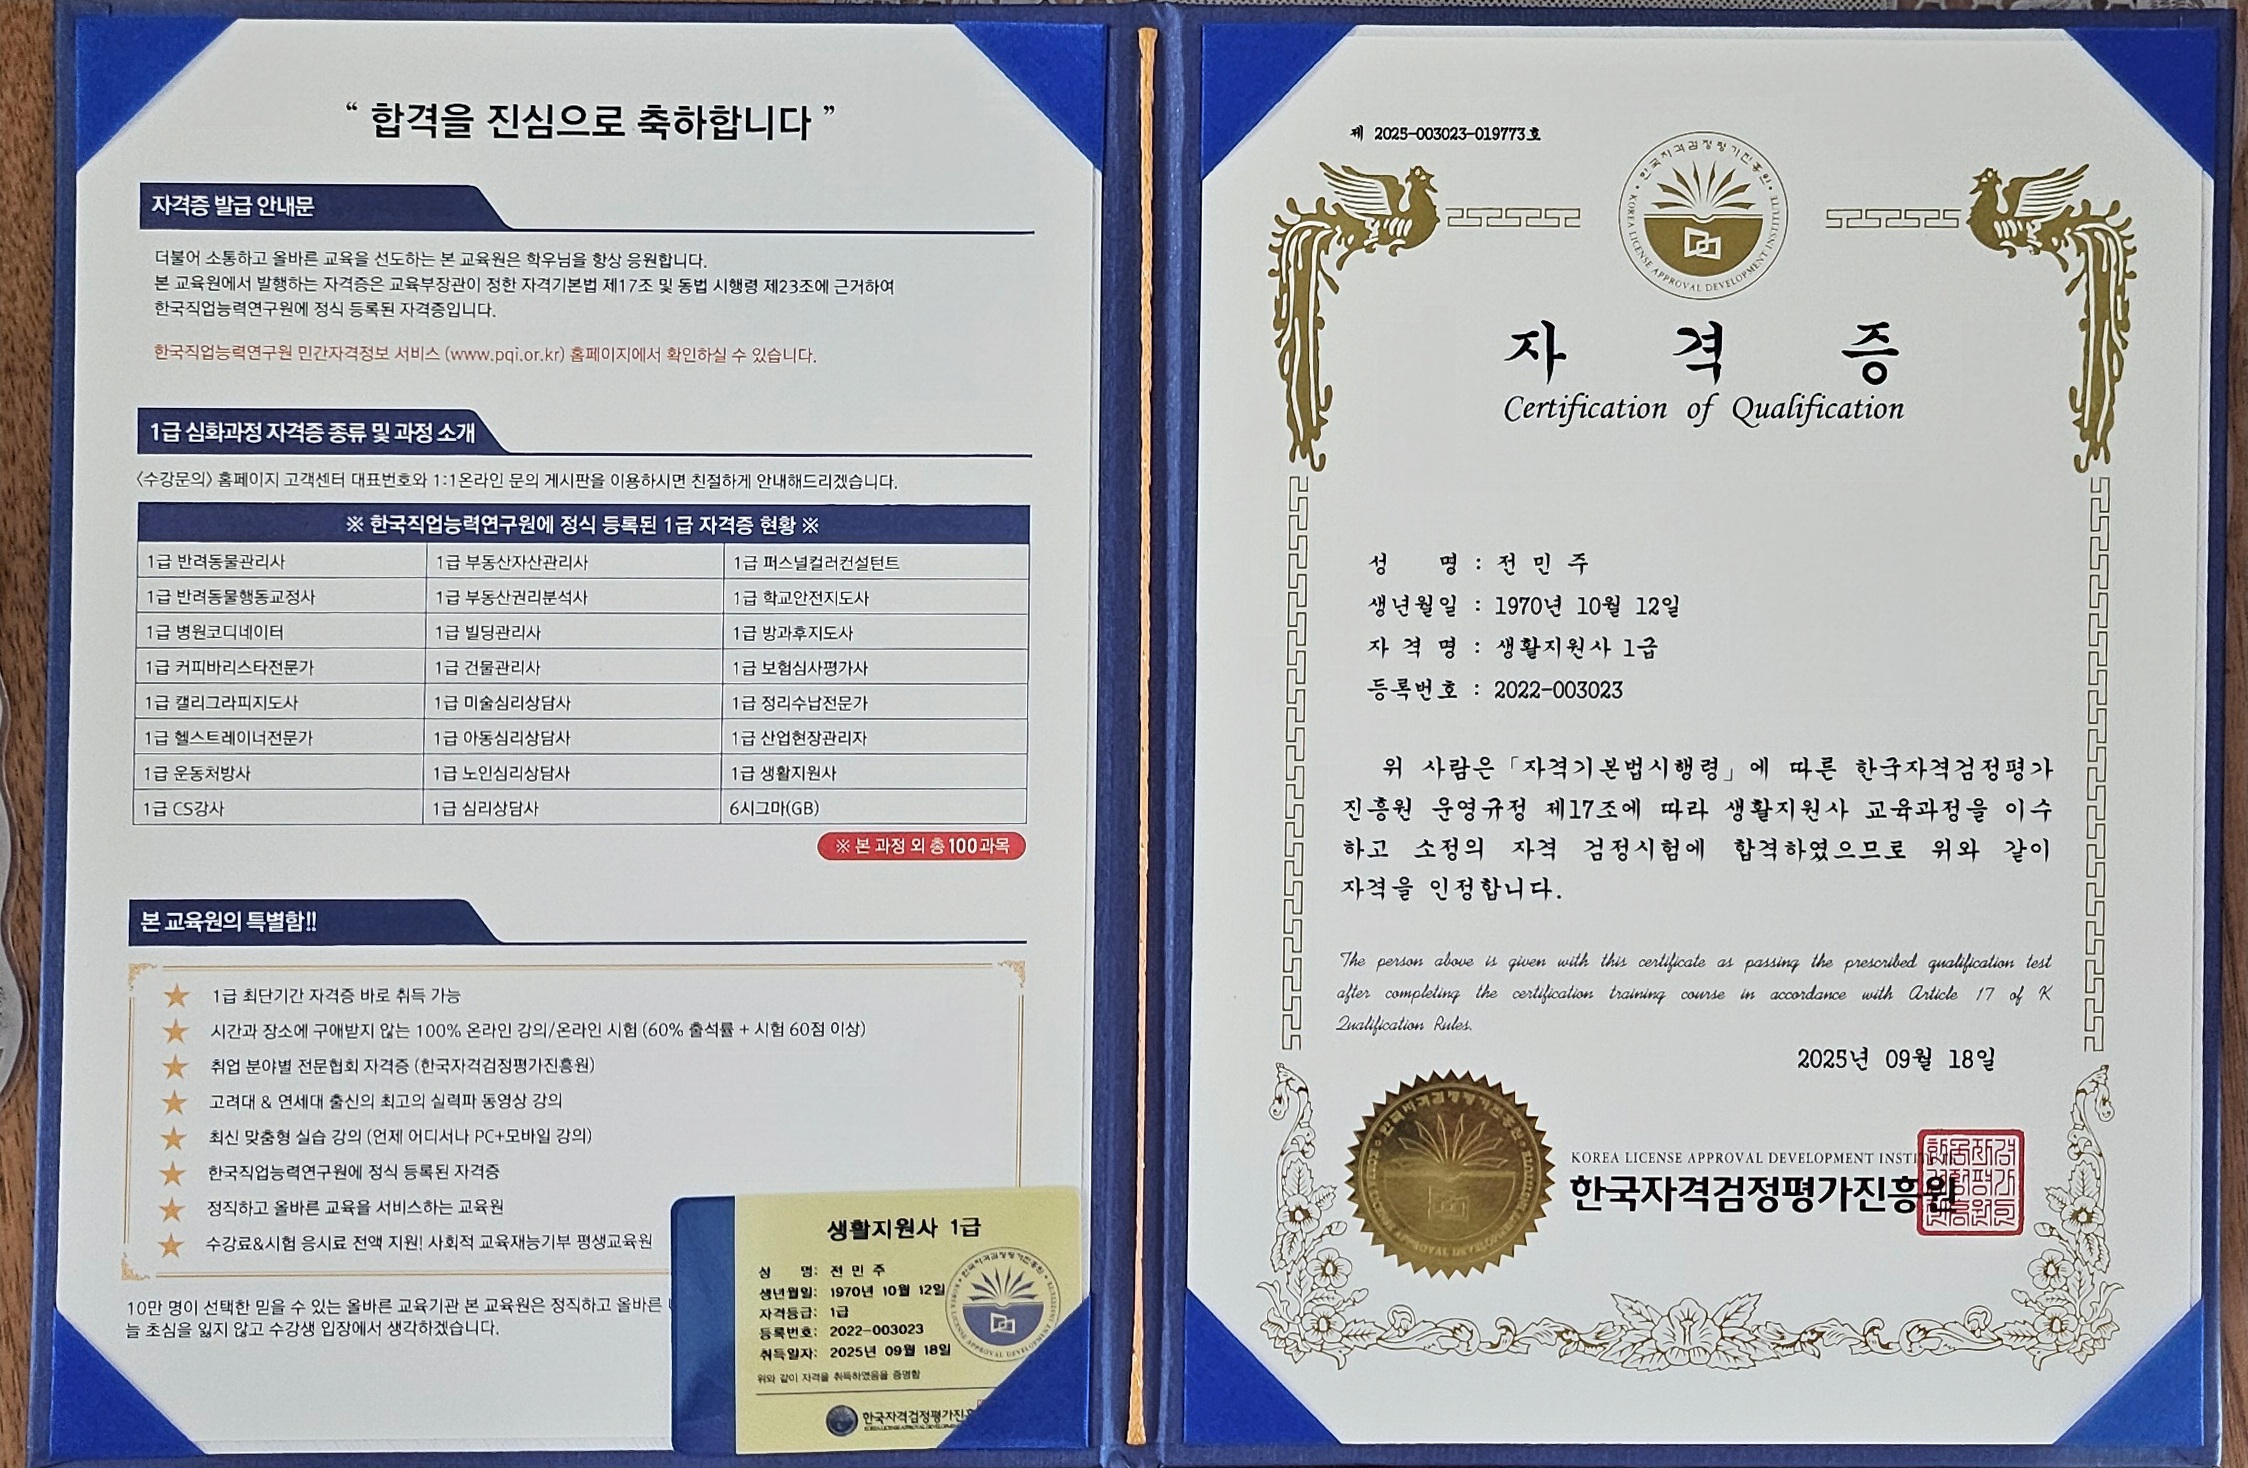 “ 합격을 진심으로 축하합니다 ”
자격증 발급 안내문
더불어 소통하고 올바른 교육을 선도하는 본 교육원은 학우님을 항상 응원합니다.
본 교육원에서 발행하는 자격증은 교육부장관이 정한 자격기본법 제17조 및 동법 시행령 제23조에 근거하여
한국직업능력연구원에 정식 등록된 자격증입니다.
한국직업능력연구원 민간자격정보 서비스 (www.pqi.or.kr) 홈페이지에서 확인하실 수 있습니다.
1급 심화과정 자격증 종류 및 과정 소개
<수강문의> 홈페이지 고객센터 대표번호와 1:1온라인 문의 게시판을 이용하시면 친절하게 안내해드리겠습니다.
※ 한국직업능력연구원에 정식 등록된 1급 자격증 현황 ※
1급 반려동물관리사 1급 부동산자산관리사 1급 퍼스널컬러컨설턴트
1급 반려동물행동교정사 1급 부동산권리분석사 1급 학교안전지도사
1급 병원코디네이터 1급 빌딩관리사 1급 방과후지도사
1급 커피바리스타전문가 1급 건물관리사 1급 보험심사평가사
1급 캘리그라피지도사 1급 미술심리상담사 1급 정리수납전문가
1급 헬스트레이너전문가 1급 아동심리상담사 1급 산업현장관리자
1급 운동처방사 1급 노인심리상담사 1급 생활지원사
1급 CS강사 1급 심리상담사 6시그마(GB)
※ 본 과정 외 총 100과목
본 교육원의 특별함!!
1급 최단기간 자격증 바로 취득 가능
시간과 장소에 구애받지 않는 100% 온라인 강의/온라인 시험 (60% 출석률 + 시험 60점 이상)
취업 분야별 전문협회 자격증 (한국자격검정평가진흥원)
고려대 & 연세대 출신의 최고의 실력파 동영상 강의
최신 맞춤형 실습 강의 (언제 어디서나 PC+모바일 강의)
한국직업능력연구원에 정식 등록된 자격증
정직하고 올바른 교육을 서비스하는 교육원
수강료&시험 응시료 전액 지원! 사회적 교육재능기부 평생교육원
10만 명이 선택한 믿을 수 있는 올바른 교육기관 본 교육원은 정직하고 올바른
늘 초심을 잃지 않고 수강생 입장에서 생각하겠습니다.
생활지원사 1급
성 명: 전 민 주
생년월일: 1970년 10월 12일
자격등급: 1급
등록번호: 2022-003023
취득일자: 2025년 09월 18일
위와 같이 자격을 취득하였음을 증명함
한국자격검정평가진흥
제 2025-003023-019773호
한국자격검정평가진흥원
KOREA LICENSE APPROVAL DEVELOPMENT INSTITUTE
자 격 증
Certification of Qualification
성 명 : 전 민 주
생년월일 : 1970년 10월 12일
자 격 명 : 생활지원사 1급
등록번호 : 2022-003023
위 사람은 「자격기본법시행령」에 따른 한국자격검정평가
진흥원 운영규정 제17조에 따라 생활지원사 교육과정을 이수
하고 소정의 자격 검정시험에 합격하였으므로 위와 같이
자격을 인정합니다.
The person above is given with this certificate as passing the prescribed qualification test
after completing the certification training course in accordance with Article 17 of K
Qualification Rules.
2025년 09월 18일
KOREA LICENSE APPROVAL DEVELOPMENT INSTITUTE
한국자격검정평가진흥원